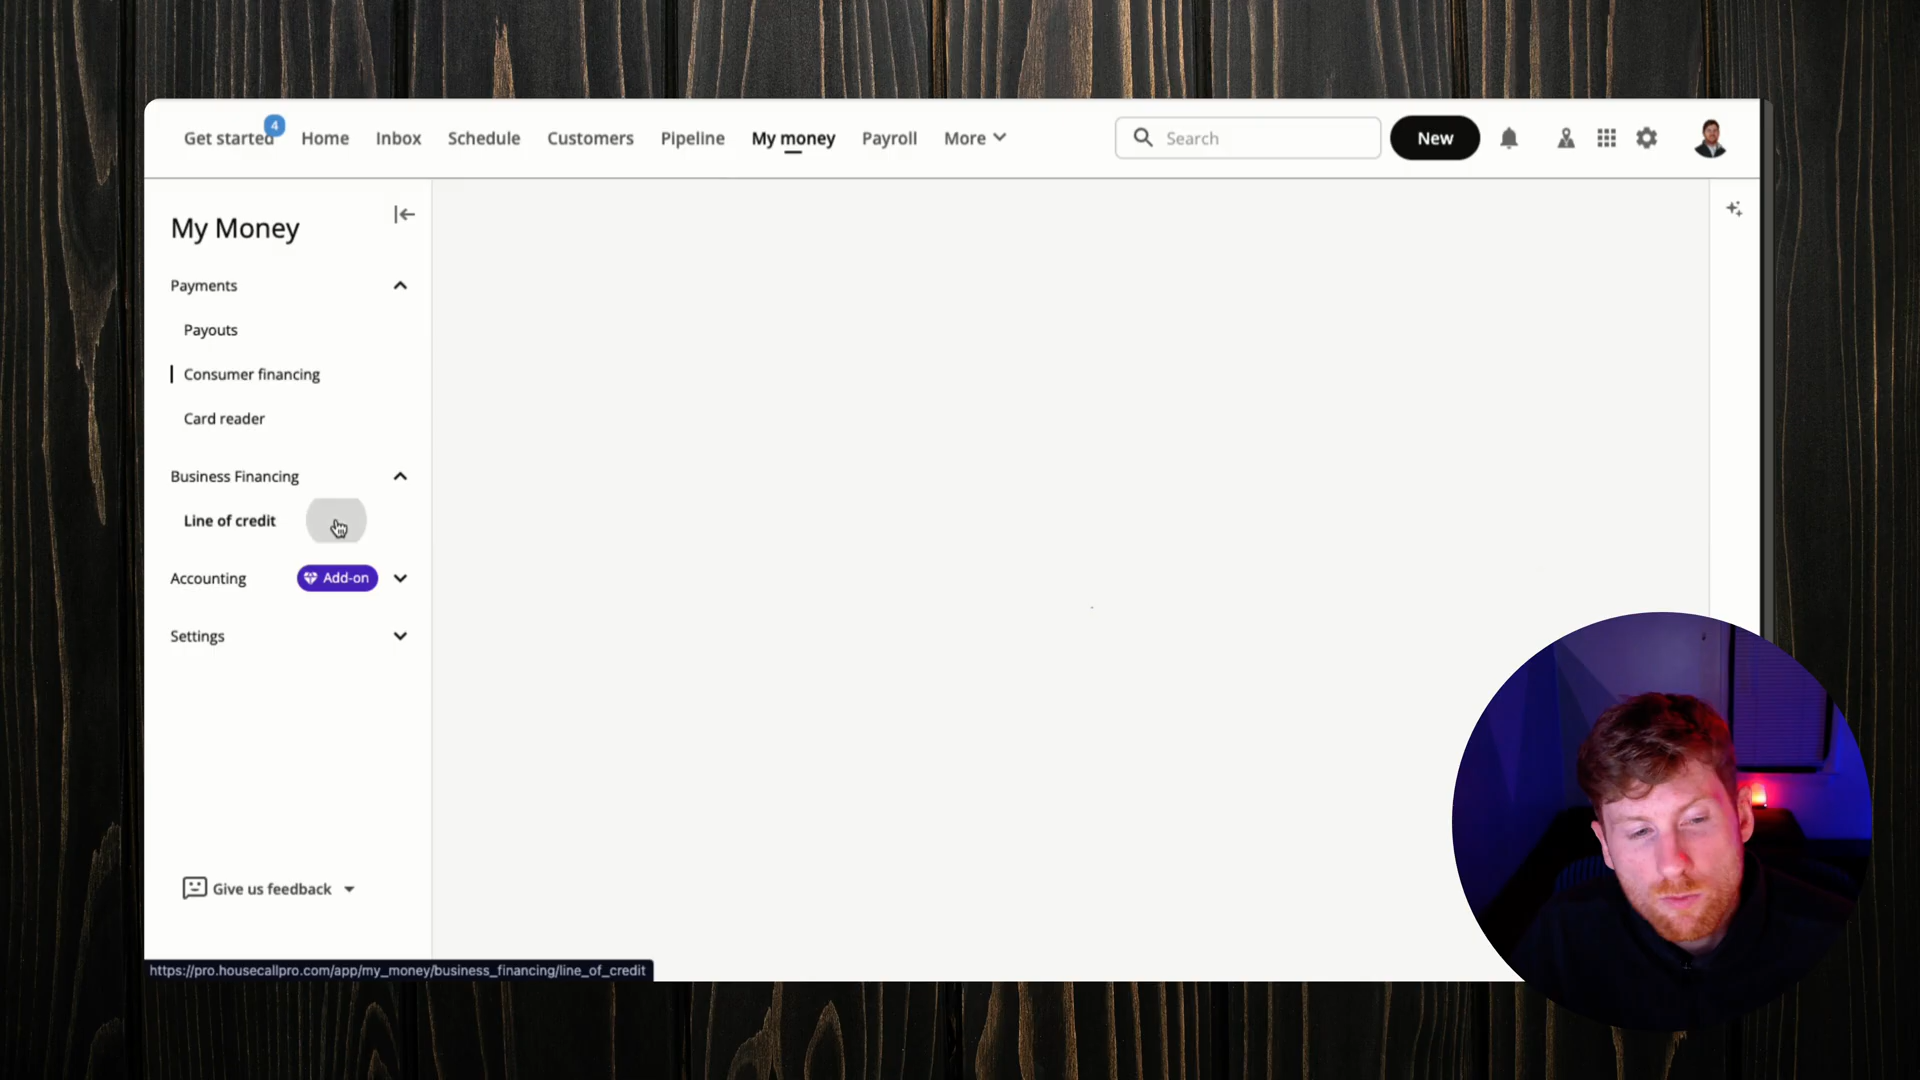 Get started 4 Home Inbox Schedule Customers Pipeline My money Payroll More Search New
My Money
Payments
Payouts
Consumer financing
Card reader
Business Financing
Line of credit
Accounting Add-on
Settings
Give us feedback
https://pro.housecallpro.com/app/my_money/business_financing/line_of_credit